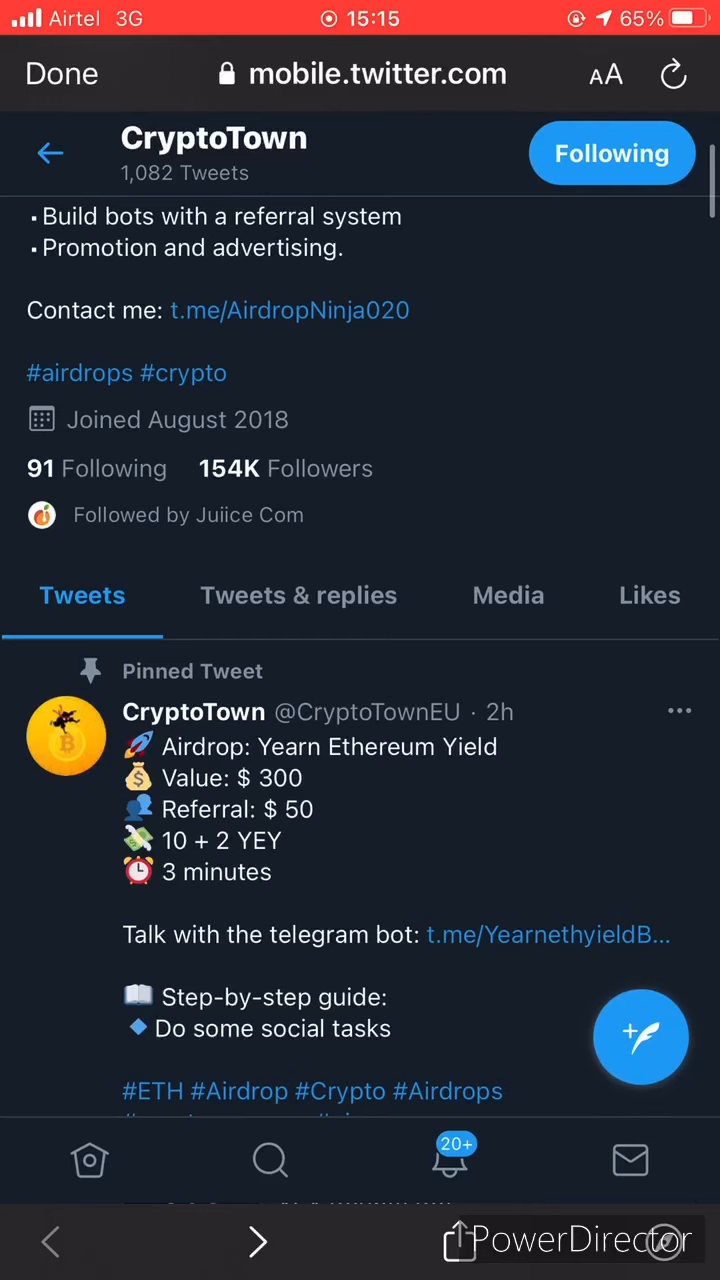 Airtel 3G 15:15 65%
Done mobile.twitter.com AA
CryptoTown
1,082 Tweets
Following
▪ Build bots with a referral system
▪ Promotion and advertising.
Contact me: t.me/AirdropNinja020
#airdrops #crypto
Joined August 2018
91 Following 154K Followers
Followed by Juiice Com
Tweets Tweets & replies Media Likes
Pinned Tweet
CryptoTown @CryptoTownEU · 2h
🚀 Airdrop: Yearn Ethereum Yield
💰 Value: $ 300
👥 Referral: $ 50
💸 10 + 2 YEY
⏰ 3 minutes
Talk with the telegram bot: t.me/YearnethyieldB...
📖 Step-by-step guide:
🔹 Do some social tasks
#ETH #Airdrop #Crypto #Airdrops
20+
PowerDirector